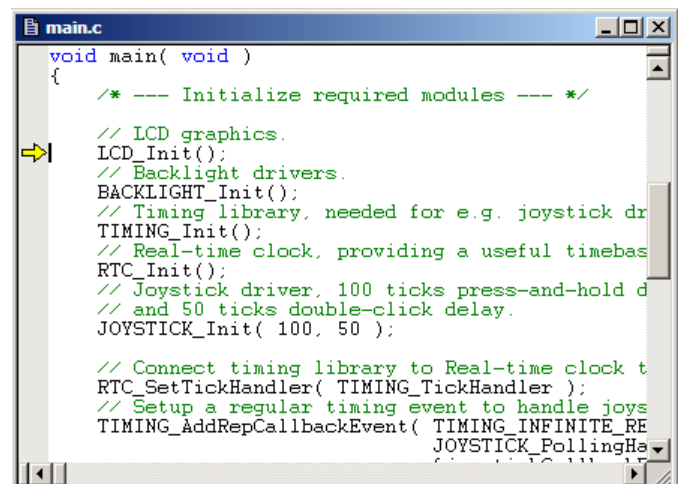 main.c
void main( void )
{
/* --- Initialize required modules --- */
// LCD graphics.
LCD_Init();
// Backlight drivers.
BACKLIGHT_Init();
// Timing library, needed for e.g. joystick dr
TIMING_Init();
// Real-time clock, providing a useful timebas
RTC_Init();
// Joystick driver, 100 ticks press-and-hold d
// and 50 ticks double-click delay.
JOYSTICK_Init( 100, 50 );
// Connect timing library to Real-time clock t
RTC_SetTickHandler( TIMING_TickHandler );
// Setup a regular timing event to handle joys
TIMING_AddRepCallbackEvent( TIMING_INFINITE_RE
JOYSTICK_PollingHa